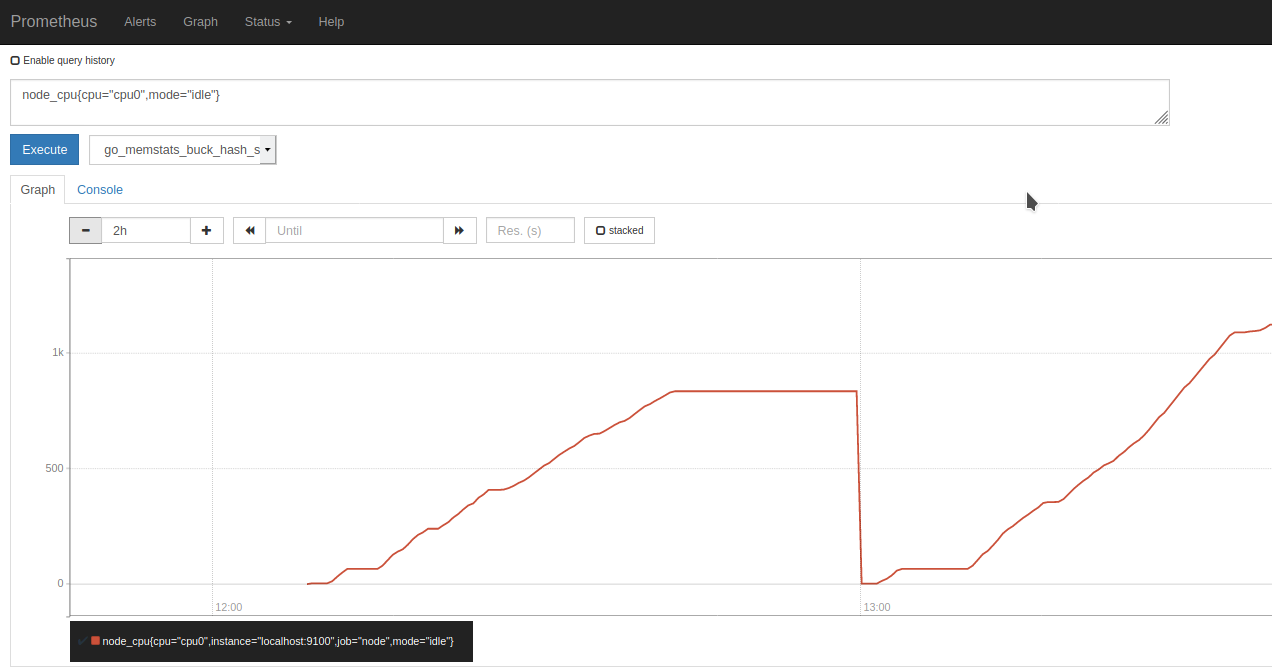 Prometheus Alerts Graph Status Help
Enable query history
node_cpu{cpu="cpu0",mode="idle"}
Execute go_memstats_buck_hash_s
Graph Console
2h Until Res. (s) stacked
1k
500
0
12:00 13:00
node_cpu{cpu="cpu0",instance="localhost:9100",job="node",mode="idle"}